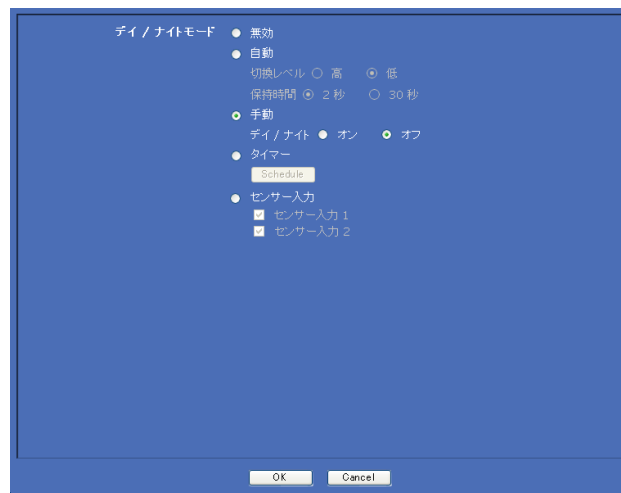 デイ / ナイトモード 無効
自動
切換レベル 高 低
保持時間 2 秒 30 秒
手動
デイ / ナイト オン オフ
タイマー
Schedule
センサー入力
センサー入力 1
センサー入力 2
OK Cancel